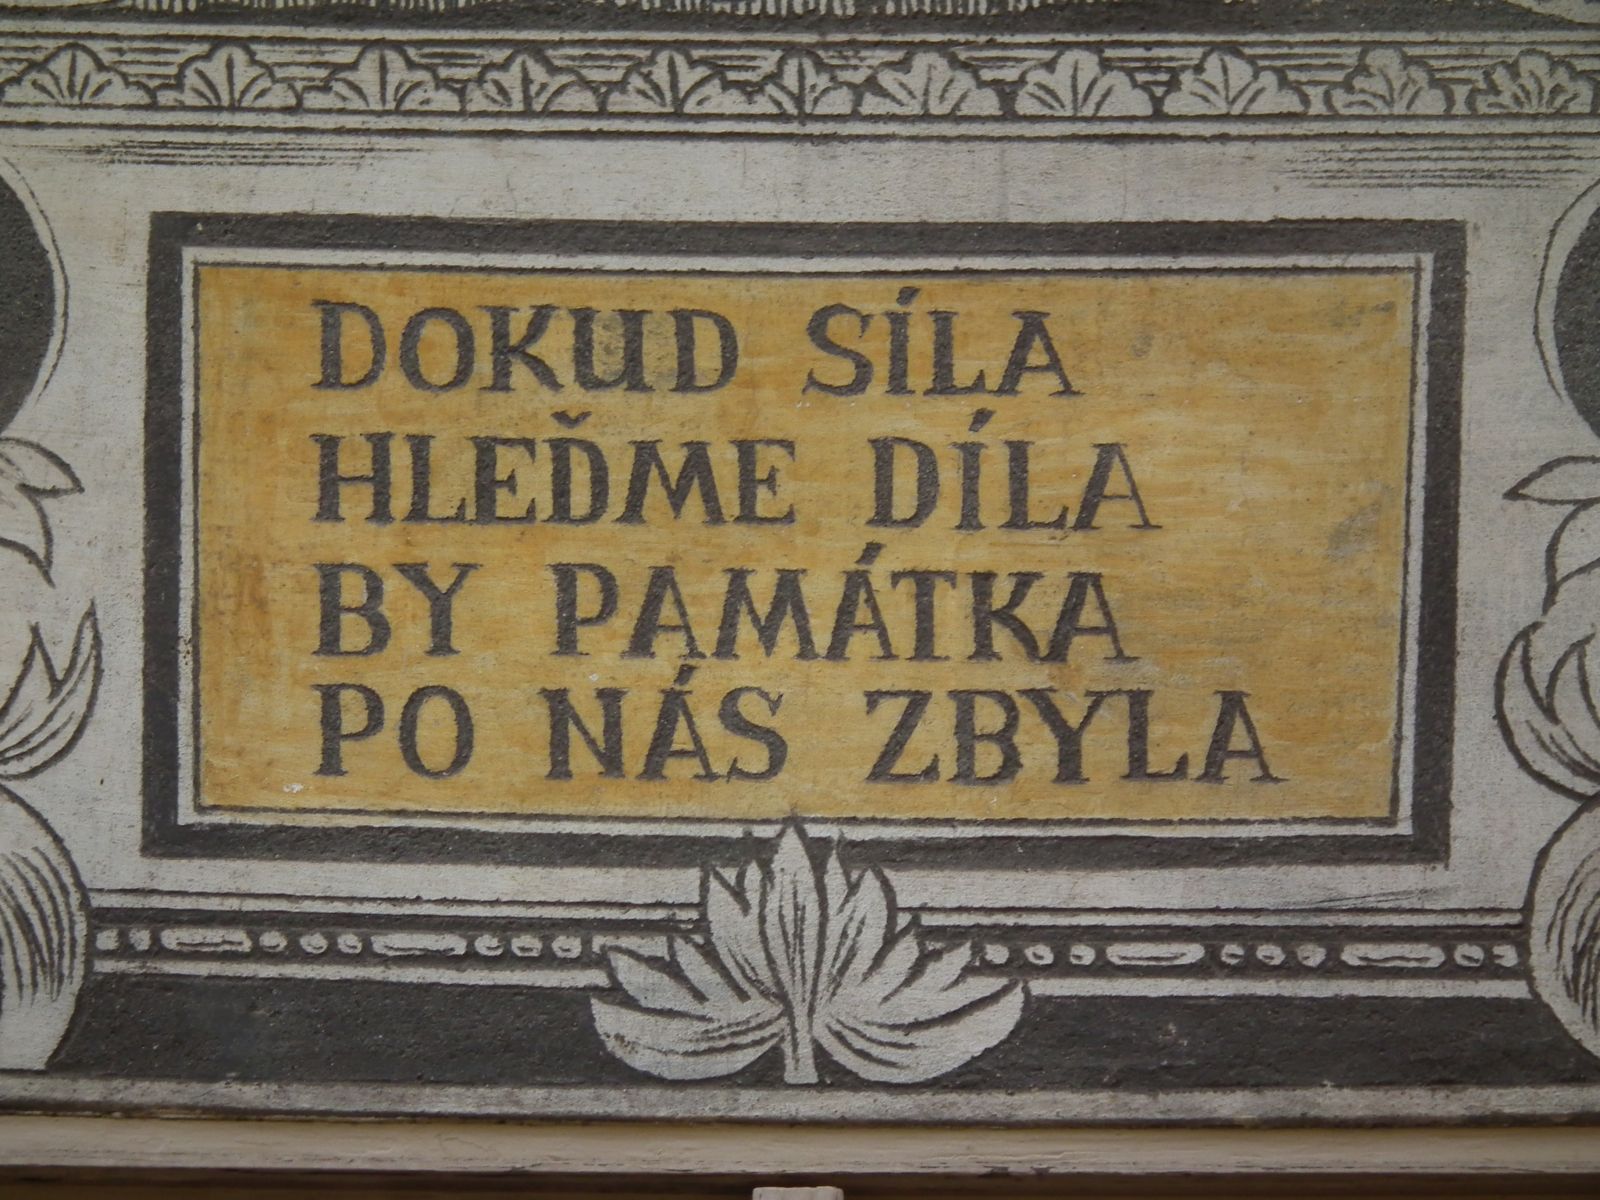 DOKUD SÍLA
HLEĎME DÍLA
BY PAMÁTKA
PO NÁS ZBYLA